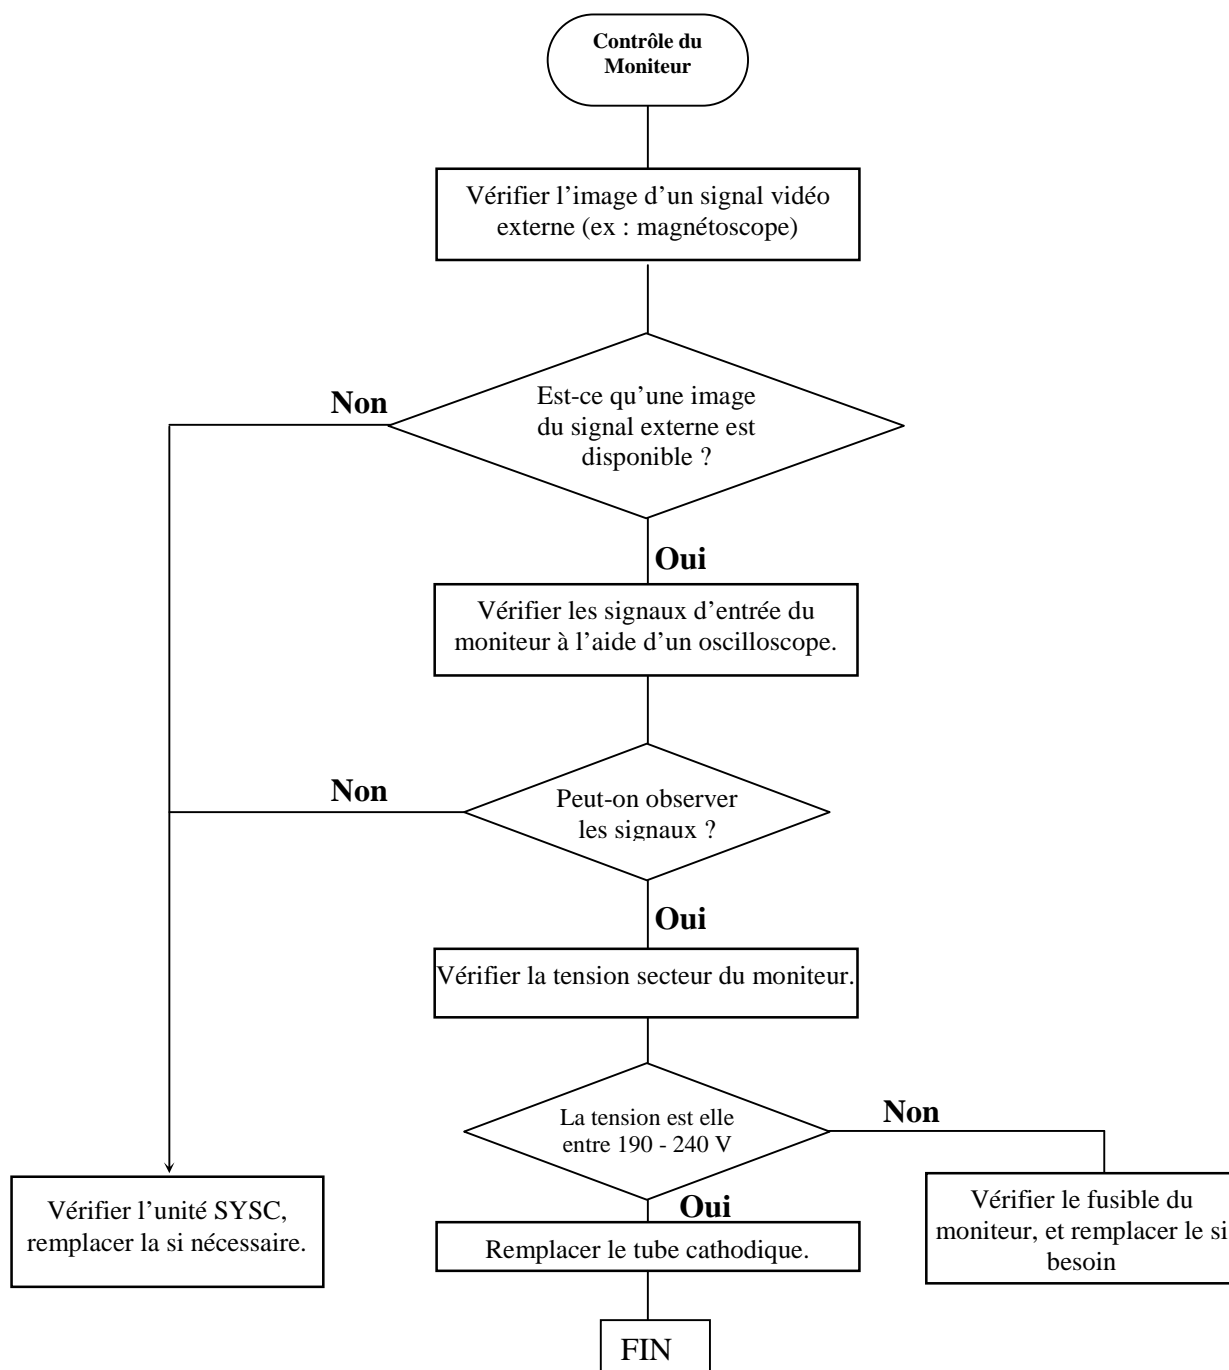 Contrôle du
Moniteur
Vérifier l’image d’un signal vidéo
externe (ex : magnétoscope)
Non
Est-ce qu’une image
du signal externe est
disponible ?
Oui
Vérifier les signaux d’entrée du
moniteur à l’aide d’un oscilloscope.
Non
Peut-on observer
les signaux ?
Oui
Vérifier la tension secteur du moniteur.
La tension est elle
entre 190 - 240 V
Non
Oui
Vérifier l’unité SYSC,
remplacer la si nécessaire.
Remplacer le tube cathodique.
Vérifier le fusible du
moniteur, et remplacer le si
besoin
FIN